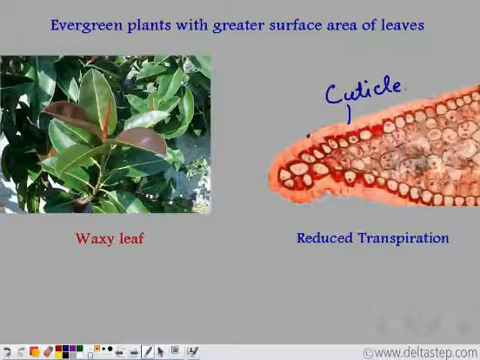 Evergreen plants with greater surface area of leaves
Cuticle
Waxy leaf
Reduced Transpiration
©www.deltastep.com